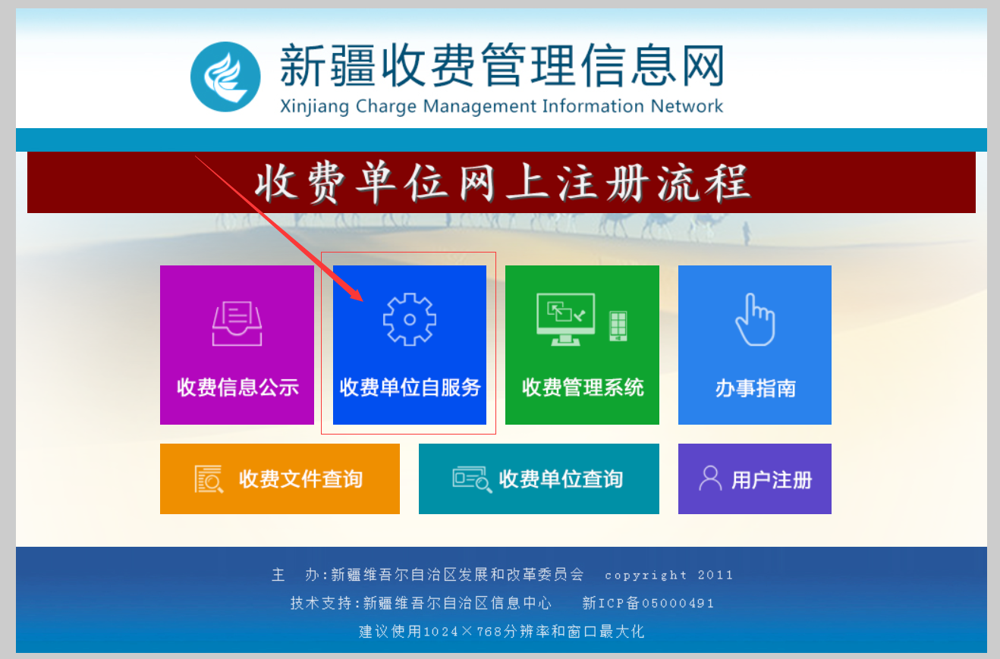 新疆收费管理信息网
Xinjiang Charge Management Information Network
收费单位网上注册流程
收费信息公示
收费单位自服务
收费管理系统
办事指南
收费文件查询
收费单位查询
用户注册
主 办:新疆维吾尔自治区发展和改革委员会 copyright 2011
技术支持:新疆维吾尔自治区信息中心 新ICP备05000491
建议使用1024×768分辨率和窗口最大化